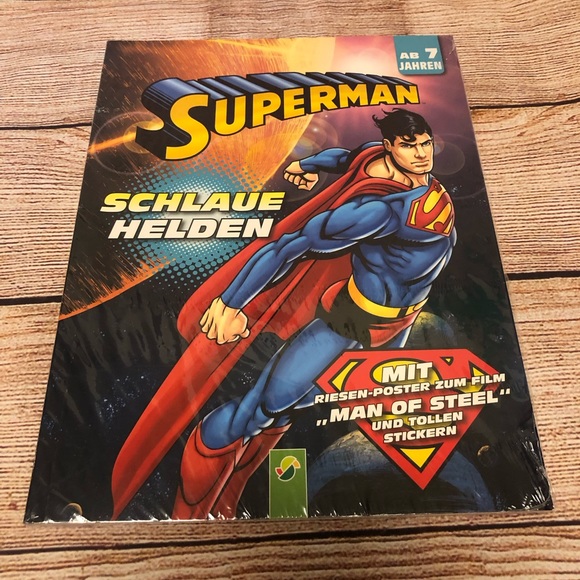 AB 7
JAHREN
SUPERMAN
SCHLAUE
HELDEN
S
MIT
RIESEN-POSTER ZUM FILM
„MAN OF STEEL“
UND TOLLEN
STICKERN